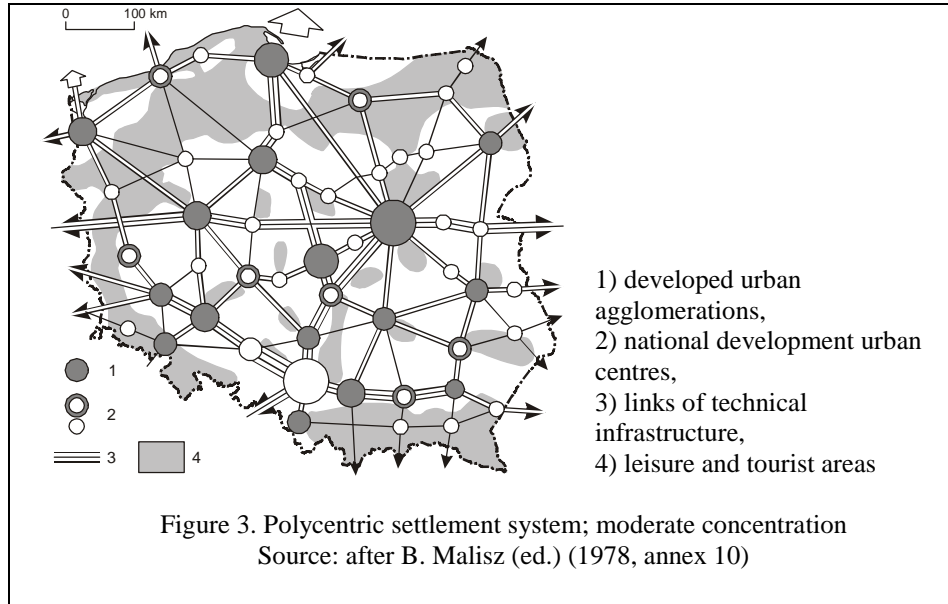 0 100 km
1
2
3 4
1) developed urban
agglomerations,
2) national development urban
centres,
3) links of technical
infrastructure,
4) leisure and tourist areas
Figure 3. Polycentric settlement system; moderate concentration
Source: after B. Malisz (ed.) (1978, annex 10)